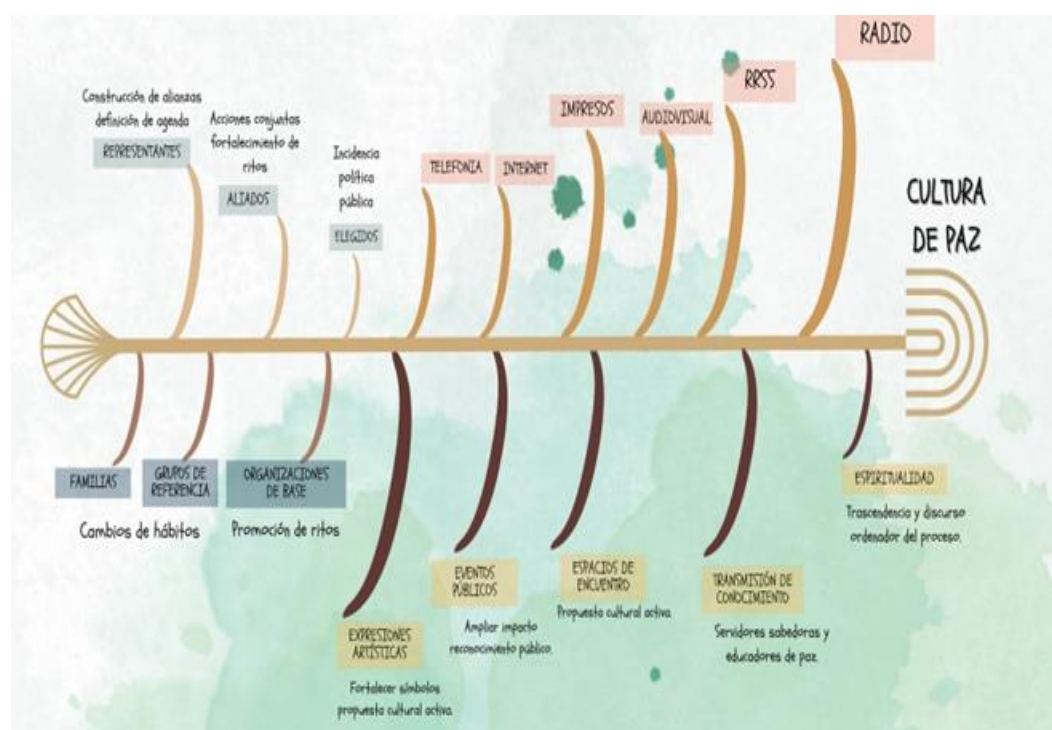 RADIO
RRSS
Construcción de alianzas
definición de agenda
REPRESENTANTES
Acciones conjuntas
fortalecimiento de
ritos
ALIADOS
Incidencia
política
pública
ELEGIDOS
TELEFONIA
INTERNET
IMPRESOS
AUDIOVISUAL
CULTURA
DE PAZ
FAMILIAS
GRUPOS DE
REFERENCIA
Cambios de hábitos
ORGANIZACIONES
DE BASE
Promoción de ritos
EXPRESIONES
ARTÍSTICAS
Fortalecer símbolos
propuesta cultural activa.
EVENTOS
PÚBLICOS
Ampliar impacto
reconocimiento público.
ESPACIOS DE
ENCUENTRO
Propuesta cultural activa.
TRANSMISIÓN DE
CONOCIMIENTO
Servidores sabedoras y
educadores de paz.
ESPIRITUALIDAD
Trascendencia y discurso
ordenador del proceso.